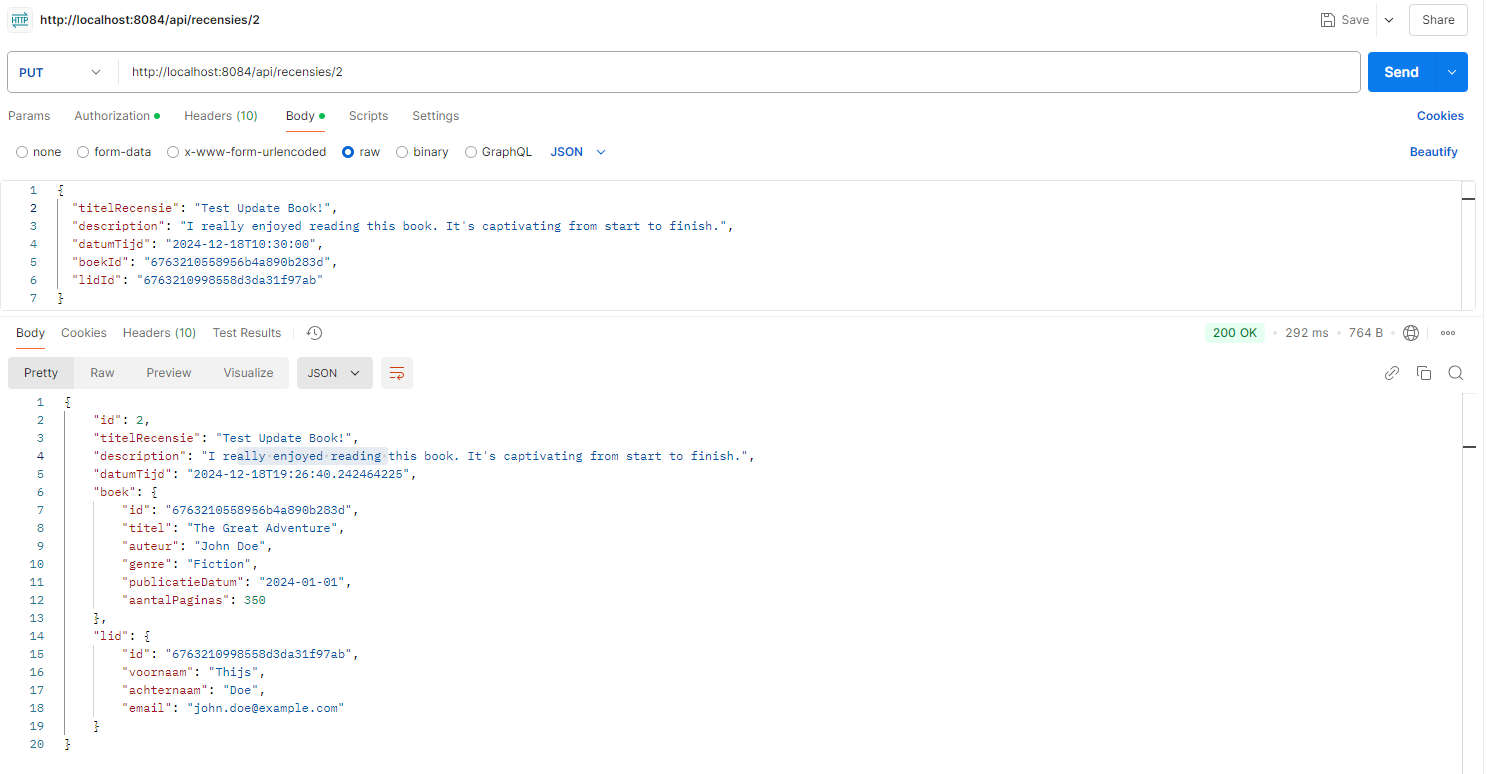 HTTP http://localhost:8084/api/recensies/2 Save Share
PUT http://localhost:8084/api/recensies/2 Send
Params Authorization Headers (10) Body Scripts Settings Cookies
none form-data x-www-form-urlencoded raw binary GraphQL JSON Beautify
1 {
2 "titelRecensie": "Test Update Book!",
3 "description": "I really enjoyed reading this book. It's captivating from start to finish.",
4 "datumTijd": "2024-12-18T10:30:00",
5 "boekId": "6763210558956b4a890b283d",
6 "lidId": "6763210998558d3da31f97ab"
7 }
Body Cookies Headers (10) Test Results 200 OK • 292 ms • 764 B •
Pretty Raw Preview Visualize JSON
1 {
2 "id": 2,
3 "titelRecensie": "Test Update Book!",
4 "description": "I really enjoyed reading this book. It's captivating from start to finish.",
5 "datumTijd": "2024-12-18T19:26:40.242464225",
6 "boek": {
7 "id": "6763210558956b4a890b283d",
8 "titel": "The Great Adventure",
9 "auteur": "John Doe",
10 "genre": "Fiction",
11 "publicatieDatum": "2024-01-01",
12 "aantalPaginas": 350
13 },
14 "lid": {
15 "id": "6763210998558d3da31f97ab",
16 "voornaam": "Thijs",
17 "achternaam": "Doe",
18 "email": "john.doe@example.com"
19 }
20 }